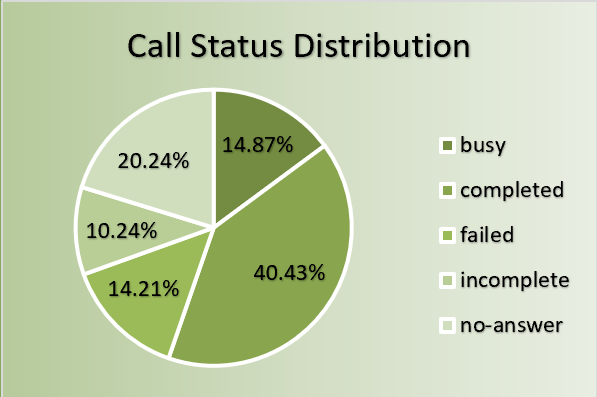 Call Status Distribution
14.87%
40.43%
14.21%
10.24%
20.24%
busy
completed
failed
incomplete
no-answer